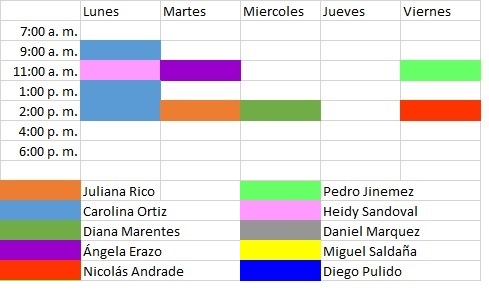 Lunes Martes Miercoles Jueves Viernes
7:00 a. m.
9:00 a. m.
11:00 a. m.
1:00 p. m.
2:00 p. m.
4:00 p. m.
6:00 p. m.
Juliana Rico Pedro Jinemez
Carolina Ortiz Heidy Sandoval
Diana Marentes Daniel Marquez
Ángela Erazo Miguel Saldaña
Nicolás Andrade Diego Pulido